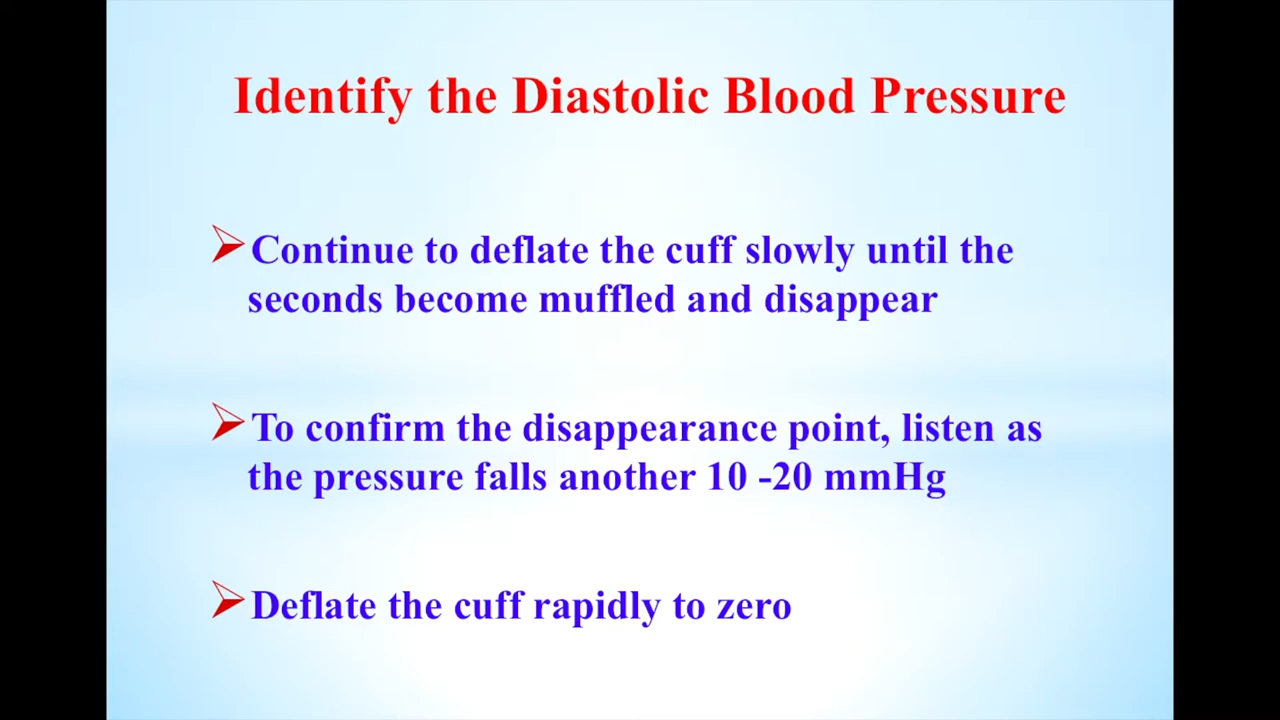 Identify the Diastolic Blood Pressure
Continue to deflate the cuff slowly until the
seconds become muffled and disappear
To confirm the disappearance point, listen as
the pressure falls another 10 -20 mmHg
Deflate the cuff rapidly to zero